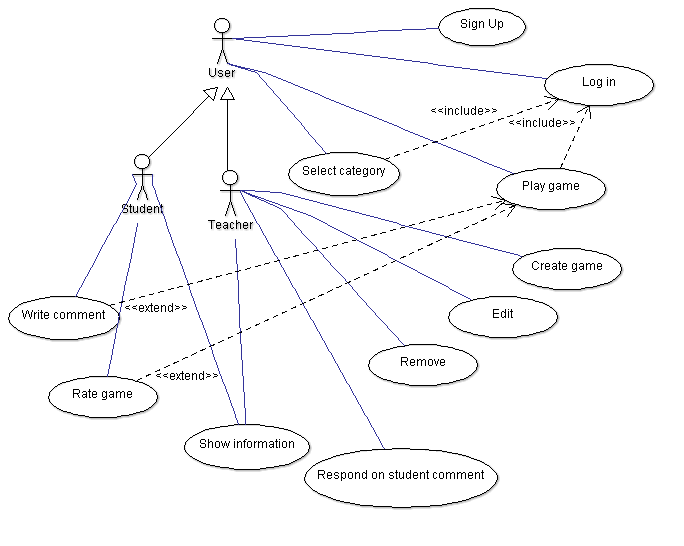 Sign Up
User
Log in
<<include>>
<<include>>
Select category
Play game
Student
Teacher
Create game
Write comment
<<extend>>
Edit
Remove
<<extend>>
Rate game
Show information
Respond on student comment